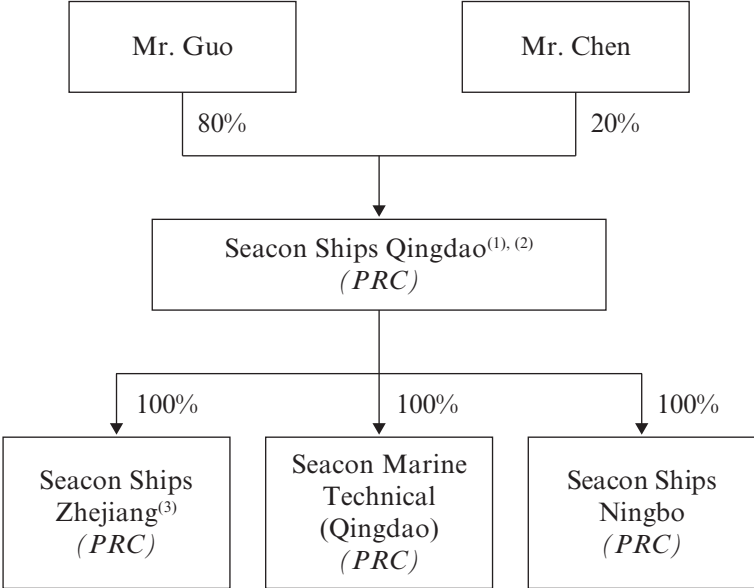 Mr. Guo
Mr. Chen
80%
20%
Seacon Ships Qingdao(1), (2)
(PRC)
100%
100%
100%
Seacon Ships
Zhejiang(3)
(PRC)
Seacon Marine
Technical
(Qingdao)
(PRC)
Seacon Ships
Ningbo
(PRC)